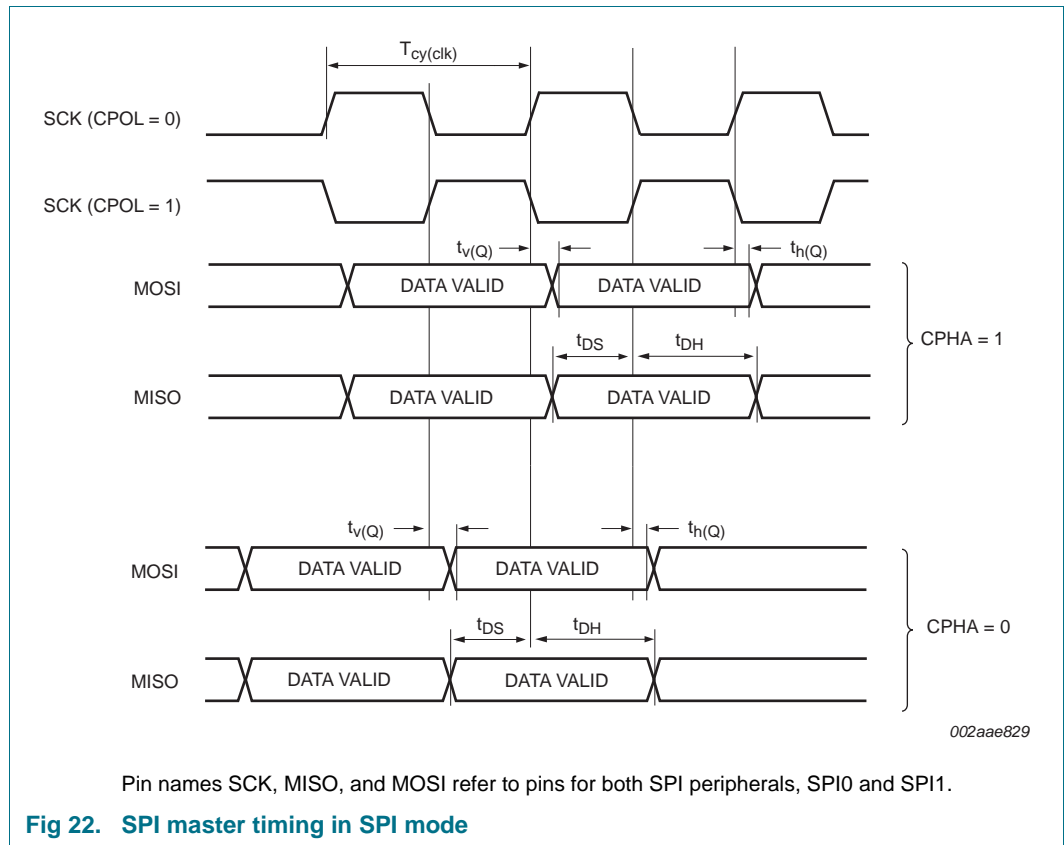 Tcy(clk)
SCK (CPOL = 0)
SCK (CPOL = 1)
tv(Q)
th(Q)
MOSI
DATA VALID
DATA VALID
tDS
tDH
CPHA = 1
MISO
DATA VALID
DATA VALID
tv(Q)
th(Q)
MOSI
DATA VALID
DATA VALID
tDS
tDH
CPHA = 0
MISO
DATA VALID
DATA VALID
002aae829
Pin names SCK, MISO, and MOSI refer to pins for both SPI peripherals, SPI0 and SPI1.
Fig 22. SPI master timing in SPI mode